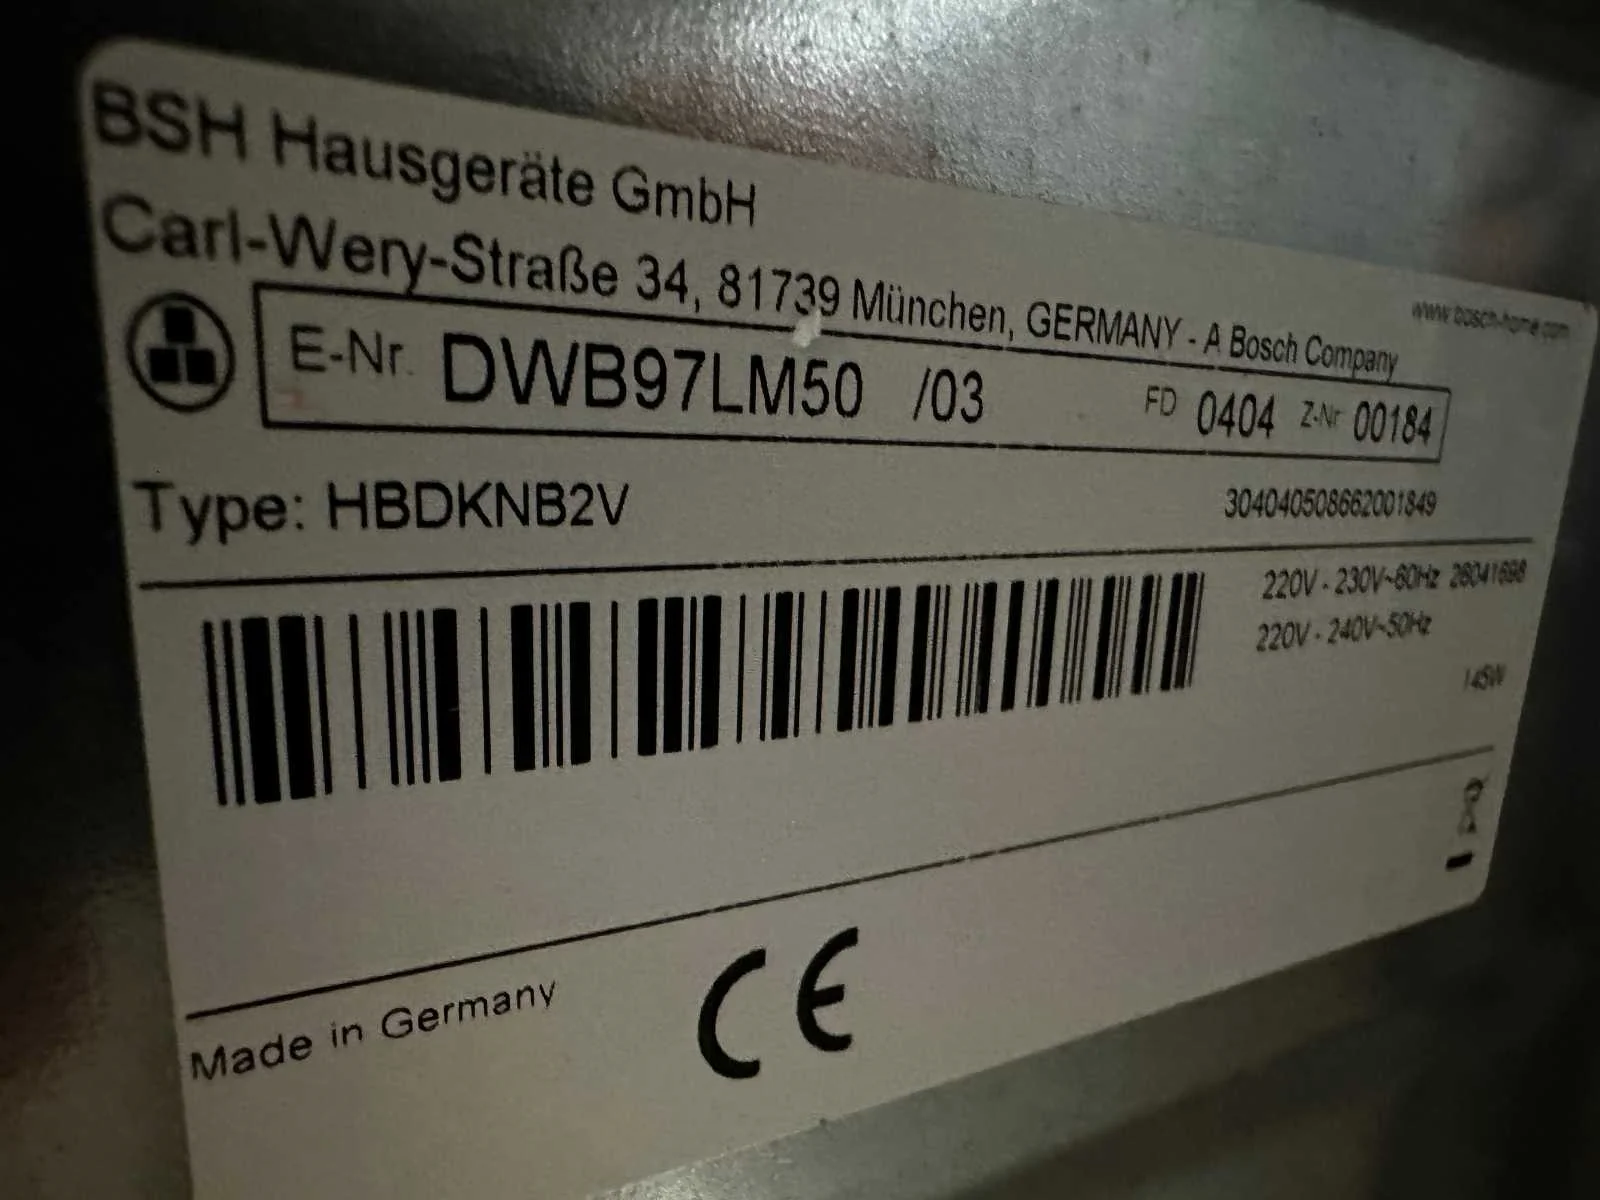 BSH Hausgeräte GmbH
Carl-Wery-Straße 34, 81739 München, GERMANY - A Bosch Company
www.bosch-home.com
E-Nr. DWB97LM50 /03 FD 0404 Z-Nr 00184
Type: HBDKNB2V
304040508662001849
220V - 230V~60Hz 26041698
220V - 240V~50Hz
145W
Made in Germany
CE